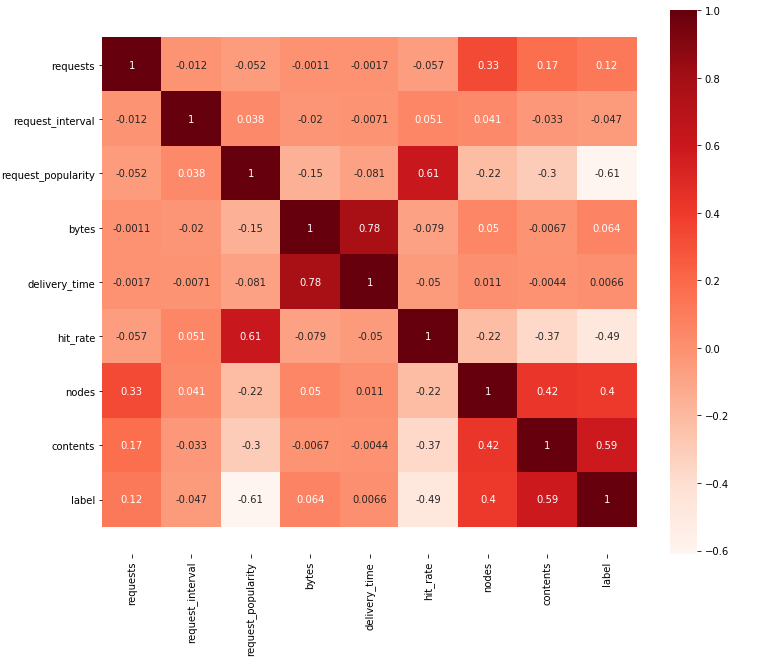 requests 1 -0.012 -0.052 -0.0011 -0.0017 -0.057 0.33 0.17 0.12
request_interval -0.012 1 0.038 -0.02 -0.0071 0.051 0.041 -0.033 -0.047
request_popularity -0.052 0.038 1 -0.15 -0.081 0.61 -0.22 -0.3 -0.61
bytes -0.0011 -0.02 -0.15 1 0.78 -0.079 0.05 -0.0067 0.064
delivery_time -0.0017 -0.0071 -0.081 0.78 1 -0.05 0.011 -0.0044 0.0066
hit_rate -0.057 0.051 0.61 -0.079 -0.05 1 -0.22 -0.37 -0.49
nodes 0.33 0.041 -0.22 0.05 0.011 -0.22 1 0.42 0.4
contents 0.17 -0.033 -0.3 -0.0067 -0.0044 -0.37 0.42 1 0.59
label 0.12 -0.047 -0.61 0.064 0.0066 -0.49 0.4 0.59 1
requests
request_interval
request_popularity
bytes
delivery_time
hit_rate
nodes
contents
label
1.0
0.8
0.6
0.4
0.2
0.0
−0.2
−0.4
−0.6